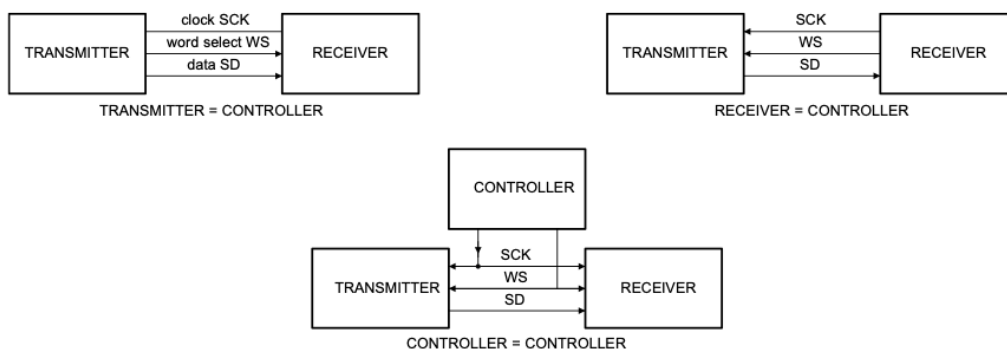 clock SCK
TRANSMITTER
word select WS
RECEIVER
data SD
TRANSMITTER = CONTROLLER
SCK
TRANSMITTER
WS
RECEIVER
SD
RECEIVER = CONTROLLER
CONTROLLER
SCK
TRANSMITTER
WS
RECEIVER
SD
CONTROLLER = CONTROLLER